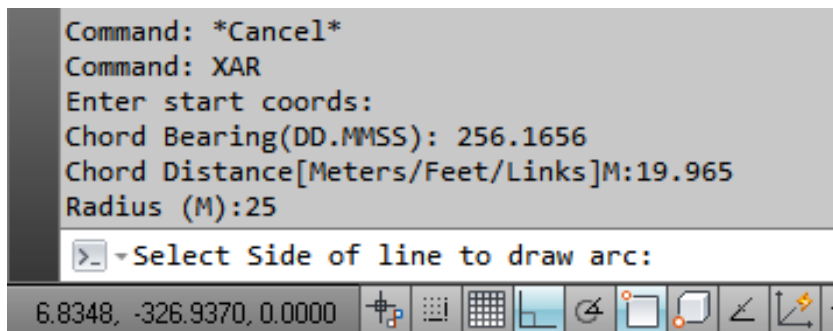 Command: *Cancel*
Command: XAR
Enter start coords:
Chord Bearing(DD.MMSS): 256.1656
Chord Distance[Meters/Feet/Links]M:19.965
Radius (M):25
Select Side of line to draw arc:
6.8348, -326.9370, 0.0000